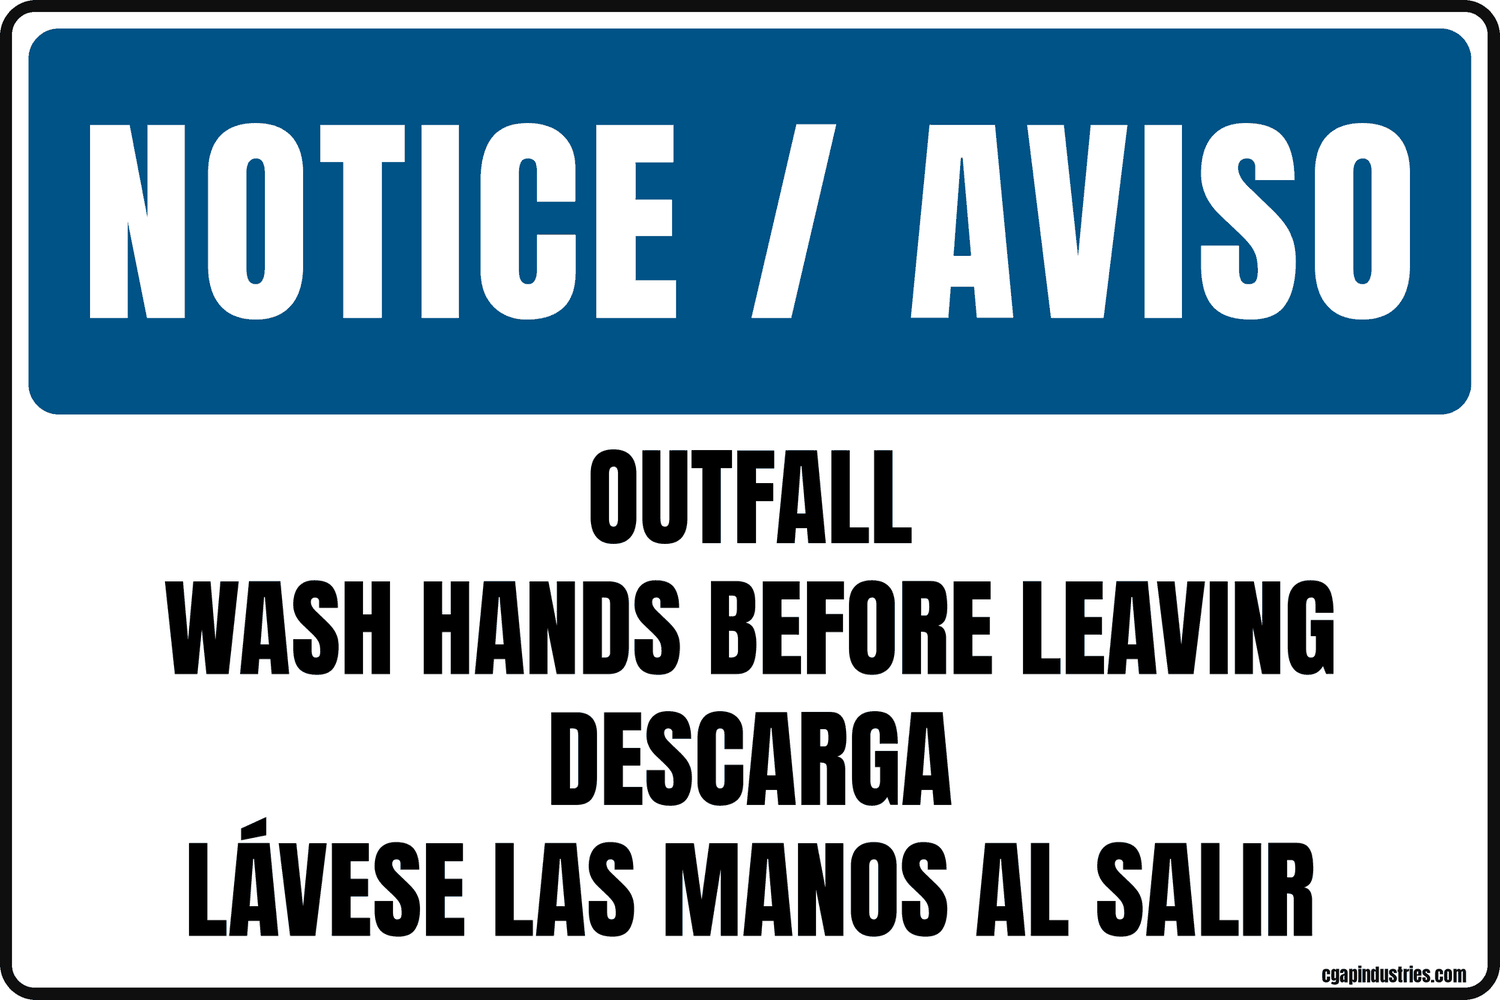 NOTICE / AVISO
OUTFALL
WASH HANDS BEFORE LEAVING
DESCARGA
LÁVESE LAS MANOS AL SALIR
cgapindustries.com